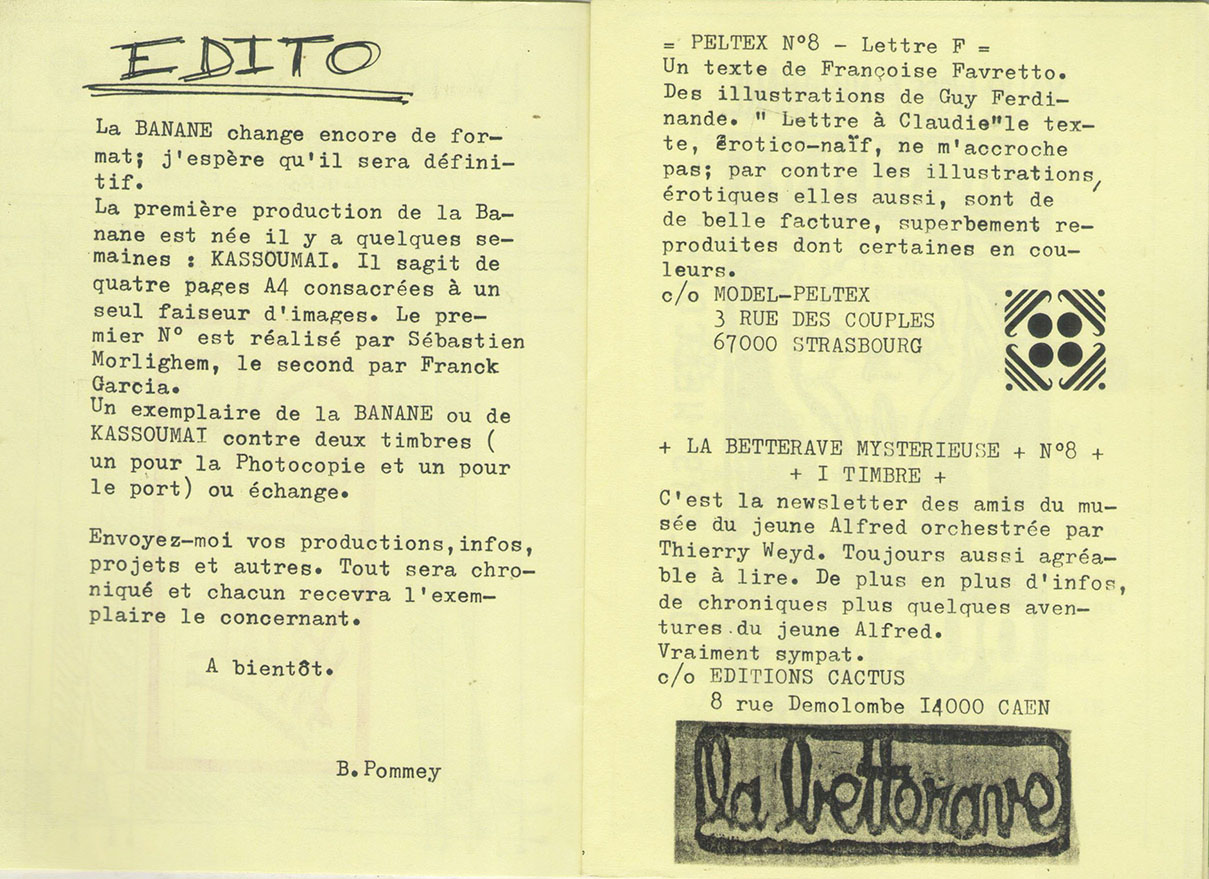 EDITO
La BANANE change encore de for-
mat; j'espère qu'il sera défini-
tif.
La première production de la Ba-
nane est née il y a quelques se-
maines : KASSOUMAI. Il sagit de
quatre pages A4 consacrées à un
seul faiseur d'images. Le pre-
mier N° est réalisé par Sébastien
Morlighem, le second par Franck
Garcia.
Un exemplaire de la BANANE ou de
KASSOUMAI contre deux timbres (
un pour la Photocopie et un pour
le port) ou échange.
Envoyez-moi vos productions, infos,
projets et autres. Tout sera chro-
niqué et chacun recevra l'exem-
plaire le concernant.
A bientôt.
B.Pommey
= PELTEX N°8 - Lettre F =
Un texte de Françoise Favretto.
Des illustrations de Guy Ferdi-
nande. " Lettre à Claudie"le tex-
te, érotico-naïf, ne m'accroche
pas; par contre les illustrations,
érotiques elles aussi, sont de
de belle facture, superbement re-
produites dont certaines en cou-
leurs.
c/o MODEL-PELTEX
3 RUE DES COUPLES
67000 STRASBOURG
+ LA BETTERAVE MYSTERIEUSE + N°8 +
+ I TIMBRE +
C'est la newsletter des amis du mu-
sée du jeune Alfred orchestrée par
Thierry Weyd. Toujours aussi agréa-
ble à lire. De plus en plus d'infos,
de chroniques plus quelques aven-
tures du jeune Alfred.
Vraiment sympat.
c/o EDITIONS CACTUS
8 rue Demolombe I4000 CAEN
la betterave